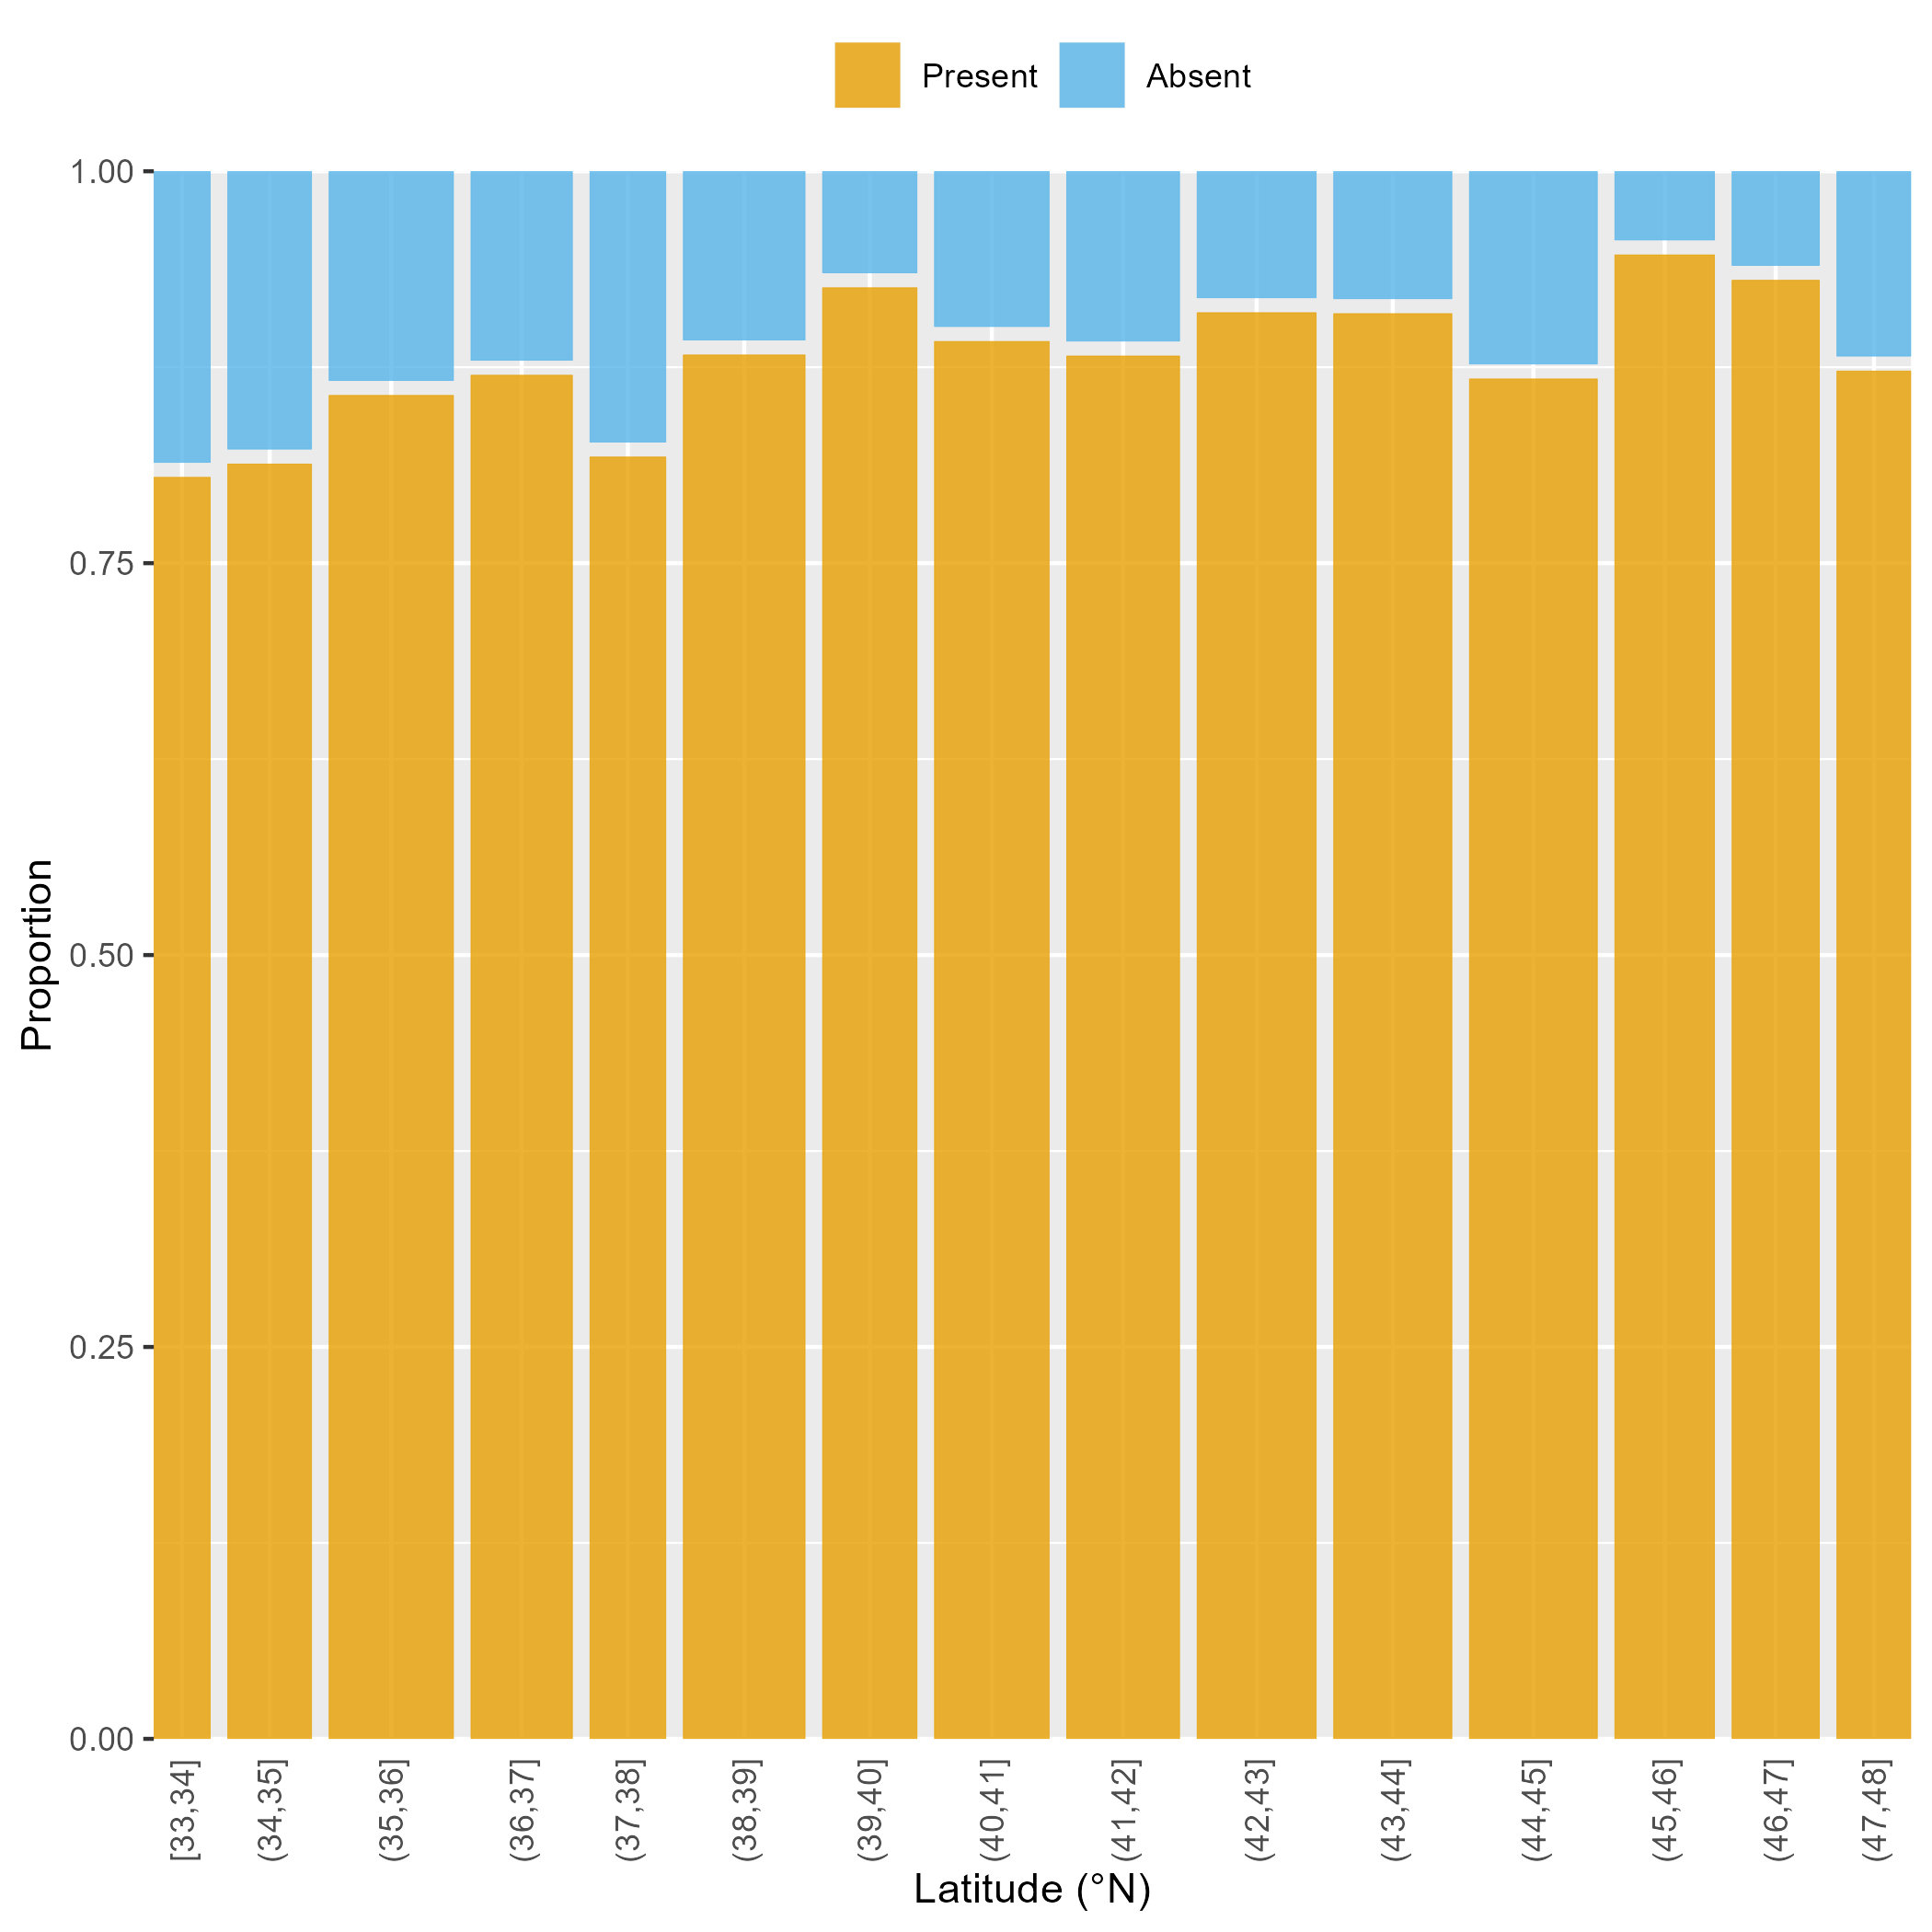 Present Absent
1.00
0.75
0.50
0.25
0.00
Proportion
[33,34] (34,35] (35,36] (36,37] (37,38] (38,39] (39,40] (40,41] (41,42] (42,43] (43,44] (44,45] (45,46] (46,47] (47,48]
Latitude (°N)